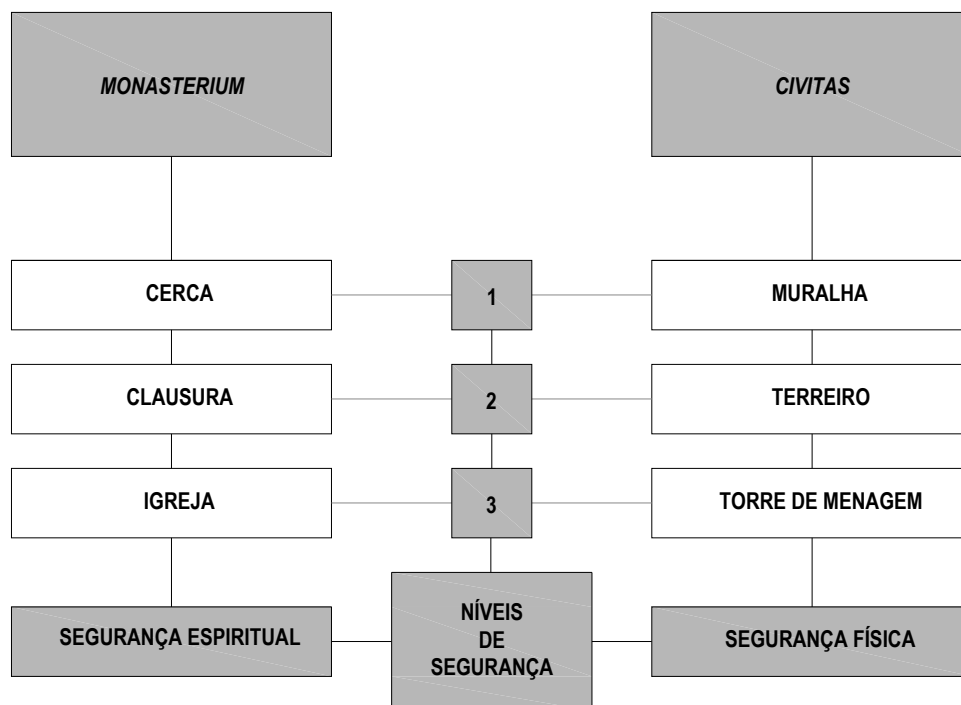 MONASTERIUM
CIVITAS
CERCA
1
MURALHA
CLAUSURA
2
TERREIRO
IGREJA
3
TORRE DE MENAGEM
SEGURANÇA ESPIRITUAL
NÍVEIS
DE
SEGURANÇA
SEGURANÇA FÍSICA